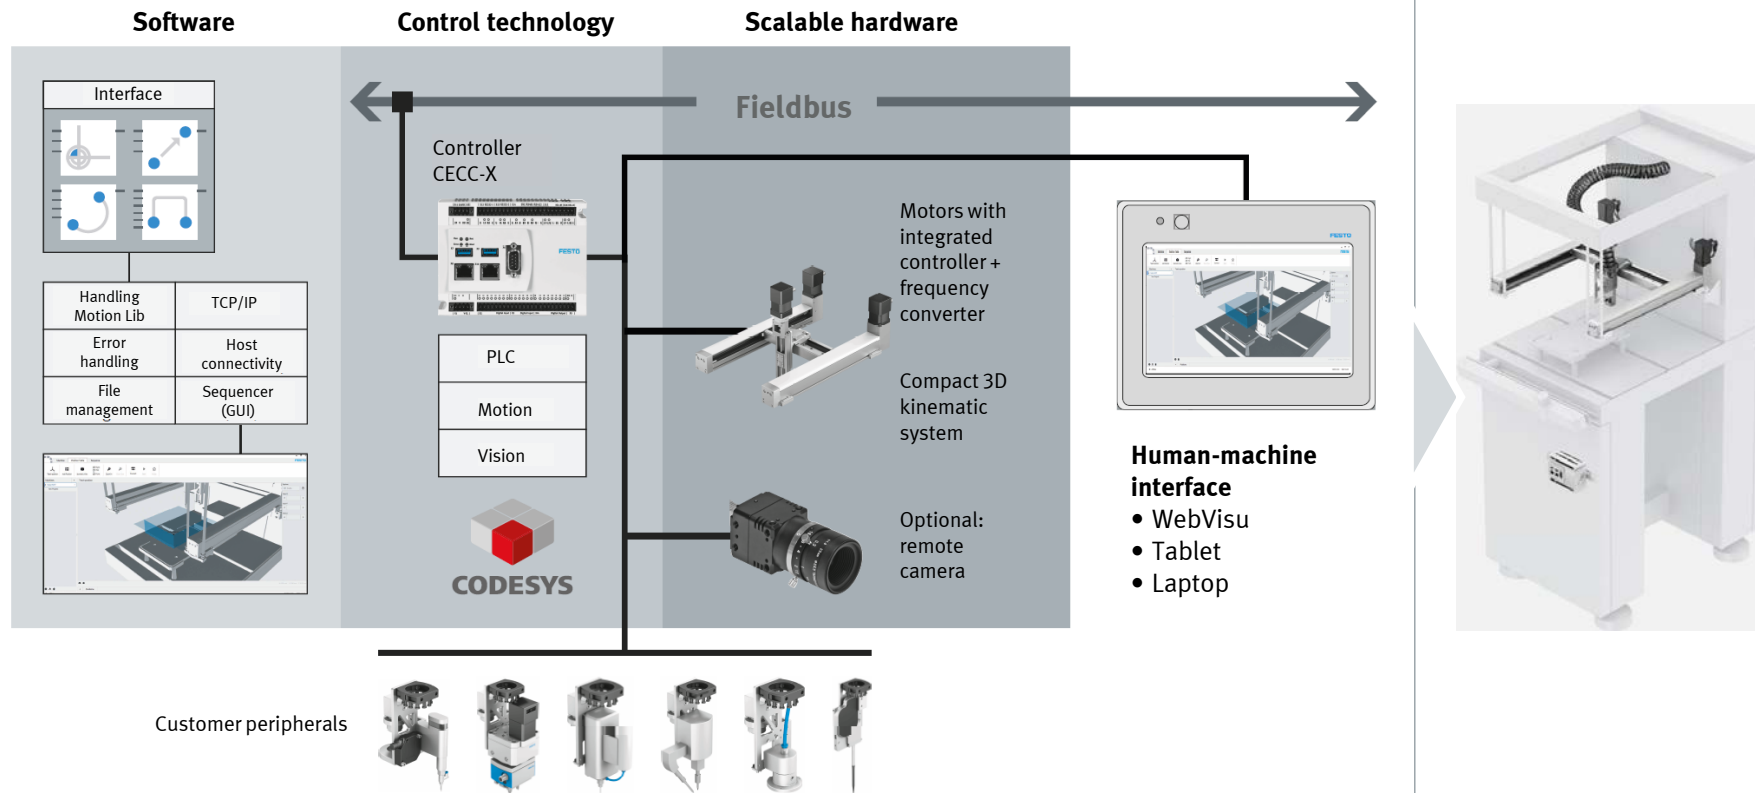 Software
Control technology
Scalable hardware
Interface
Fieldbus
Controller
CECC-X
FESTO
Motors with
integrated
controller +
frequency
converter
FESTO
Handling
Motion Lib
TCP/IP
Error
handling
Host
connectivity
File
management
Sequencer
(GUI)
PLC
Motion
Vision
Compact 3D
kinematic
system
CODESYS
Optional:
remote
camera
Human-machine
interface
• WebVisu
• Tablet
• Laptop
Customer peripherals